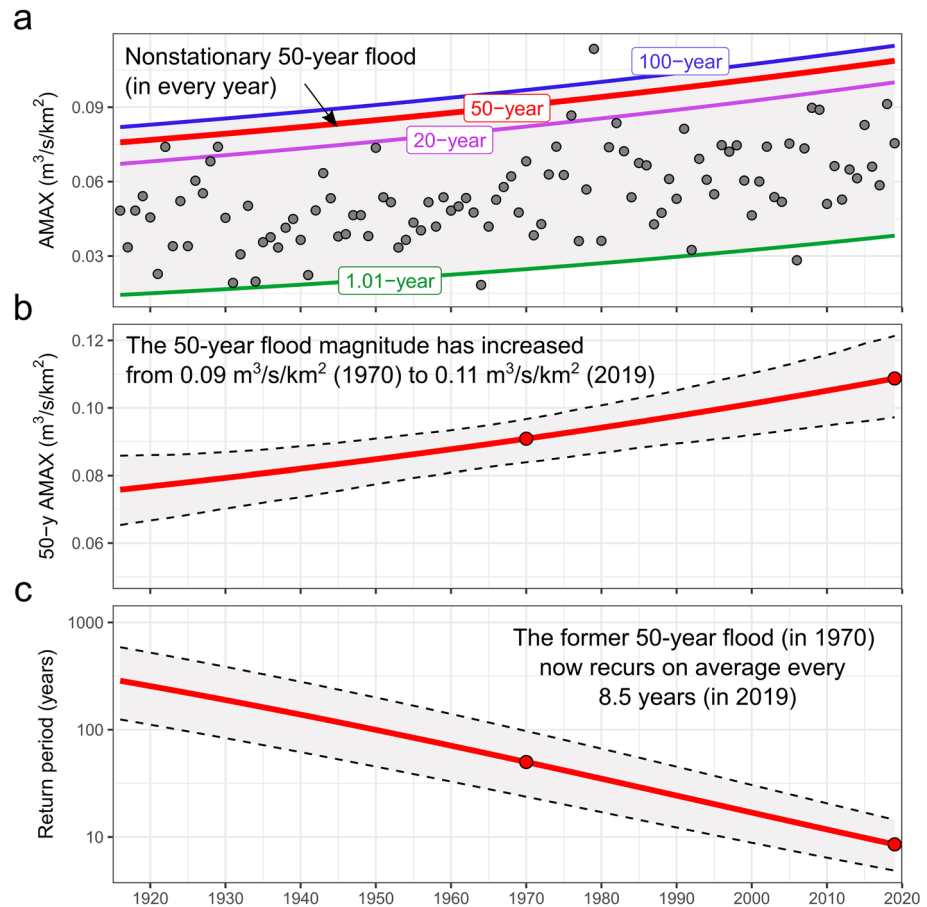 a
Nonstationary 50-year flood
(in every year)
100−year
50−year
20−year
1.01−year
AMAX (m³/s/km²)
0.09
0.06
0.03
b
The 50-year flood magnitude has increased
from 0.09 m³/s/km² (1970) to 0.11 m³/s/km² (2019)
50−y AMAX (m³/s/km²)
0.12
0.10
0.08
0.06
c
The former 50-year flood (in 1970)
now recurs on average every
8.5 years (in 2019)
Return period (years)
1000
100
10
1920 1930 1940 1950 1960 1970 1980 1990 2000 2010 2020